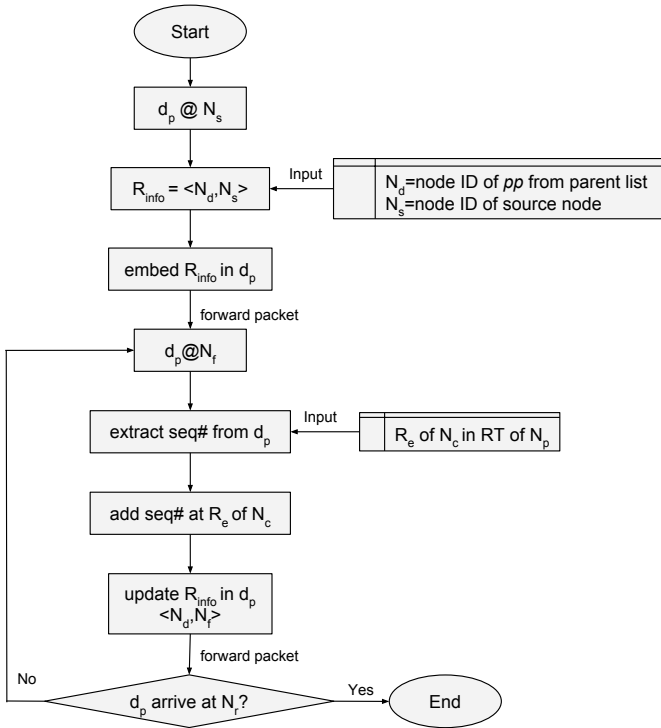 Start
d_p @ N_s
R_info = <N_d,N_s>
Input
N_d=node ID of pp from parent list
N_s=node ID of source node
embed R_info in d_p
forward packet
d_p@N_f
extract seq# from d_p
Input
R_e of N_c in RT of N_p
add seq# at R_e of N_c
update R_info in d_p
<N_d,N_f>
forward packet
No
d_p arrive at N_r?
Yes
End